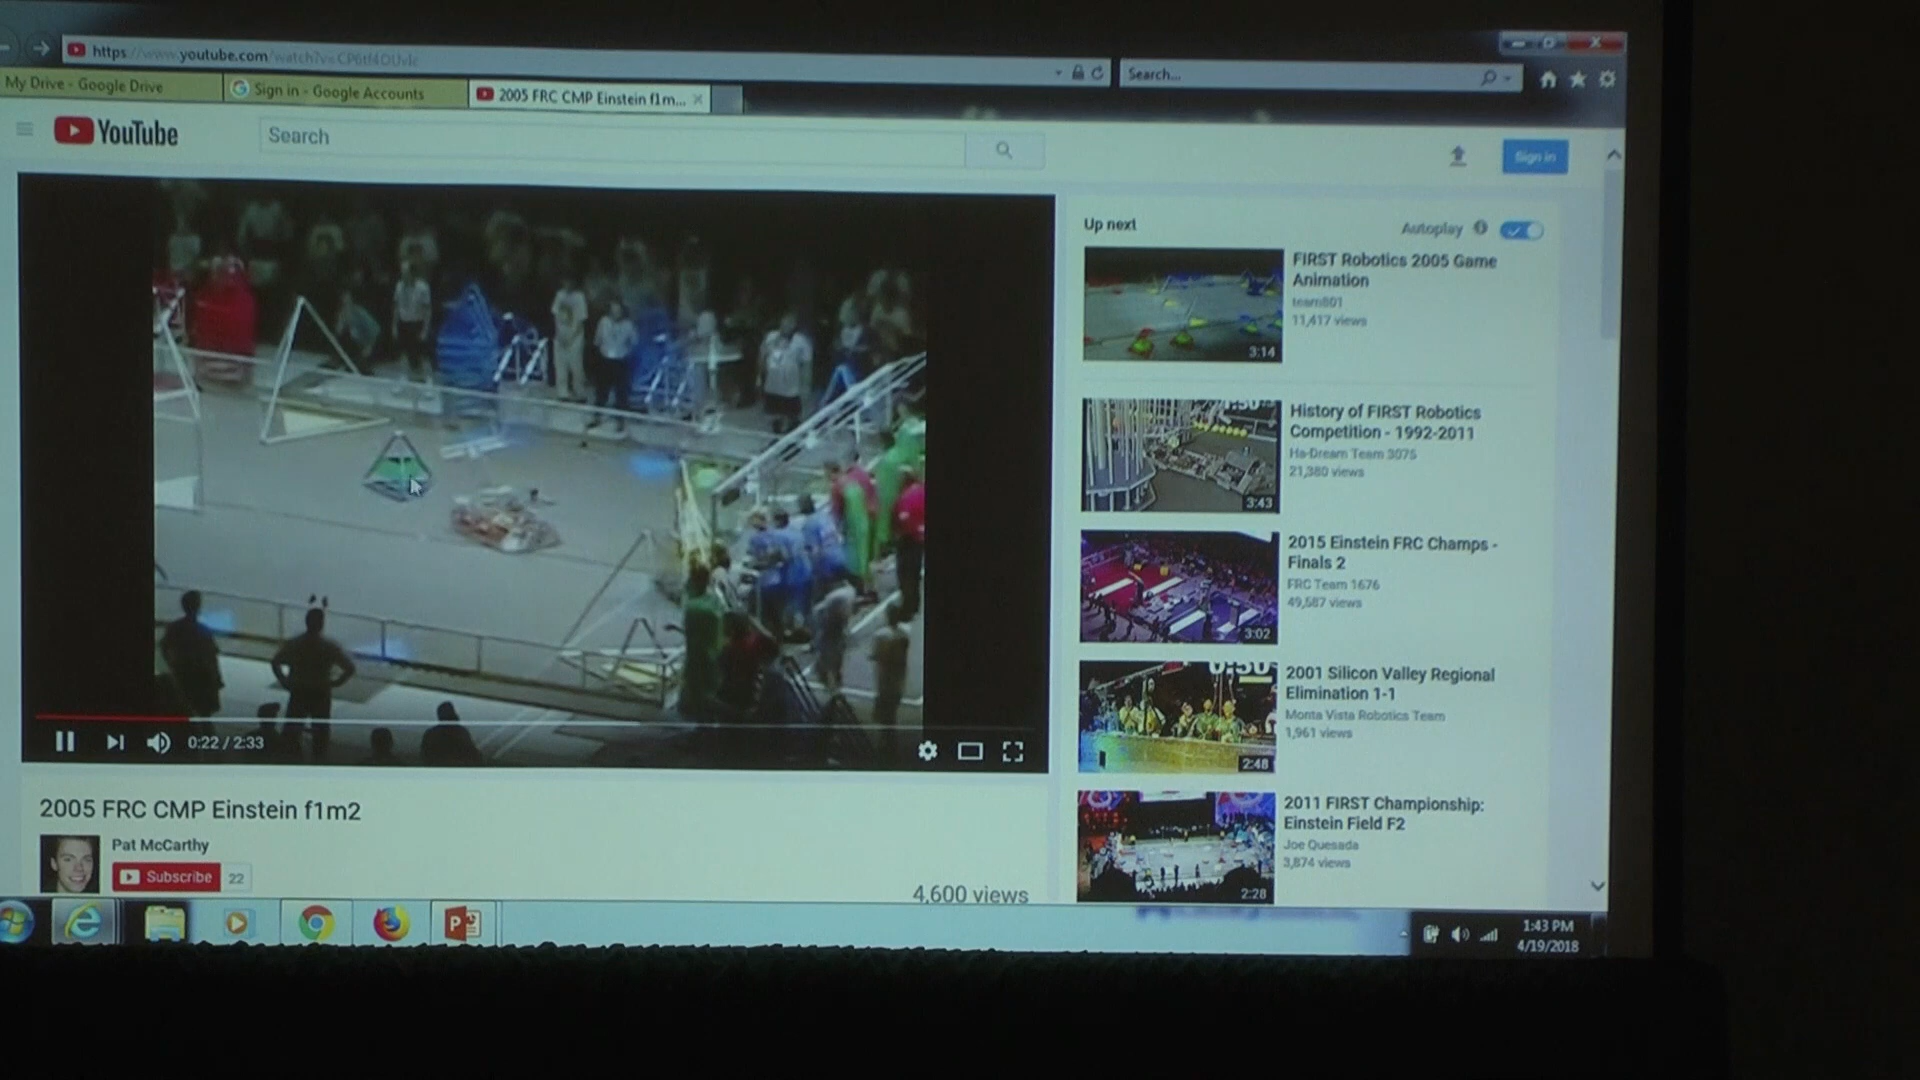 https://www.youtube.com/watch?v=
Search...
My Drive - Google Drive
Sign in - Google Accounts
2005 FRC CMP Einstein f1m...
YouTube
Search
Sign in
Up next
Autoplay
3:14
FIRST Robotics 2005 Game
Animation
team801
11,417 views
3:43
History of FIRST Robotics
Competition - 1992-2011
Ha-Dream Team 3075
21,380 views
3:02
2015 Einstein FRC Champs -
Finals 2
FRC Team 1676
49,587 views
2:48
2001 Silicon Valley Regional
Elimination 1-1
Monta Vista Robotics Team
1,961 views
2:28
2011 FIRST Championship:
Einstein Field F2
Joe Quesada
3,874 views
0:22 / 2:33
2005 FRC CMP Einstein f1m2
Pat McCarthy
Subscribe 22
4,600 views
1:43 PM
4/19/2018